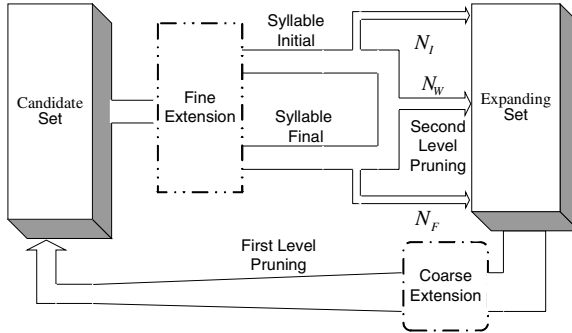 Syllable
Initial
N_I
Candidate
Set
Fine
Extension
N_W
Expanding
Set
Syllable
Final
Second
Level
Pruning
N_F
First Level
Pruning
Coarse
Extension